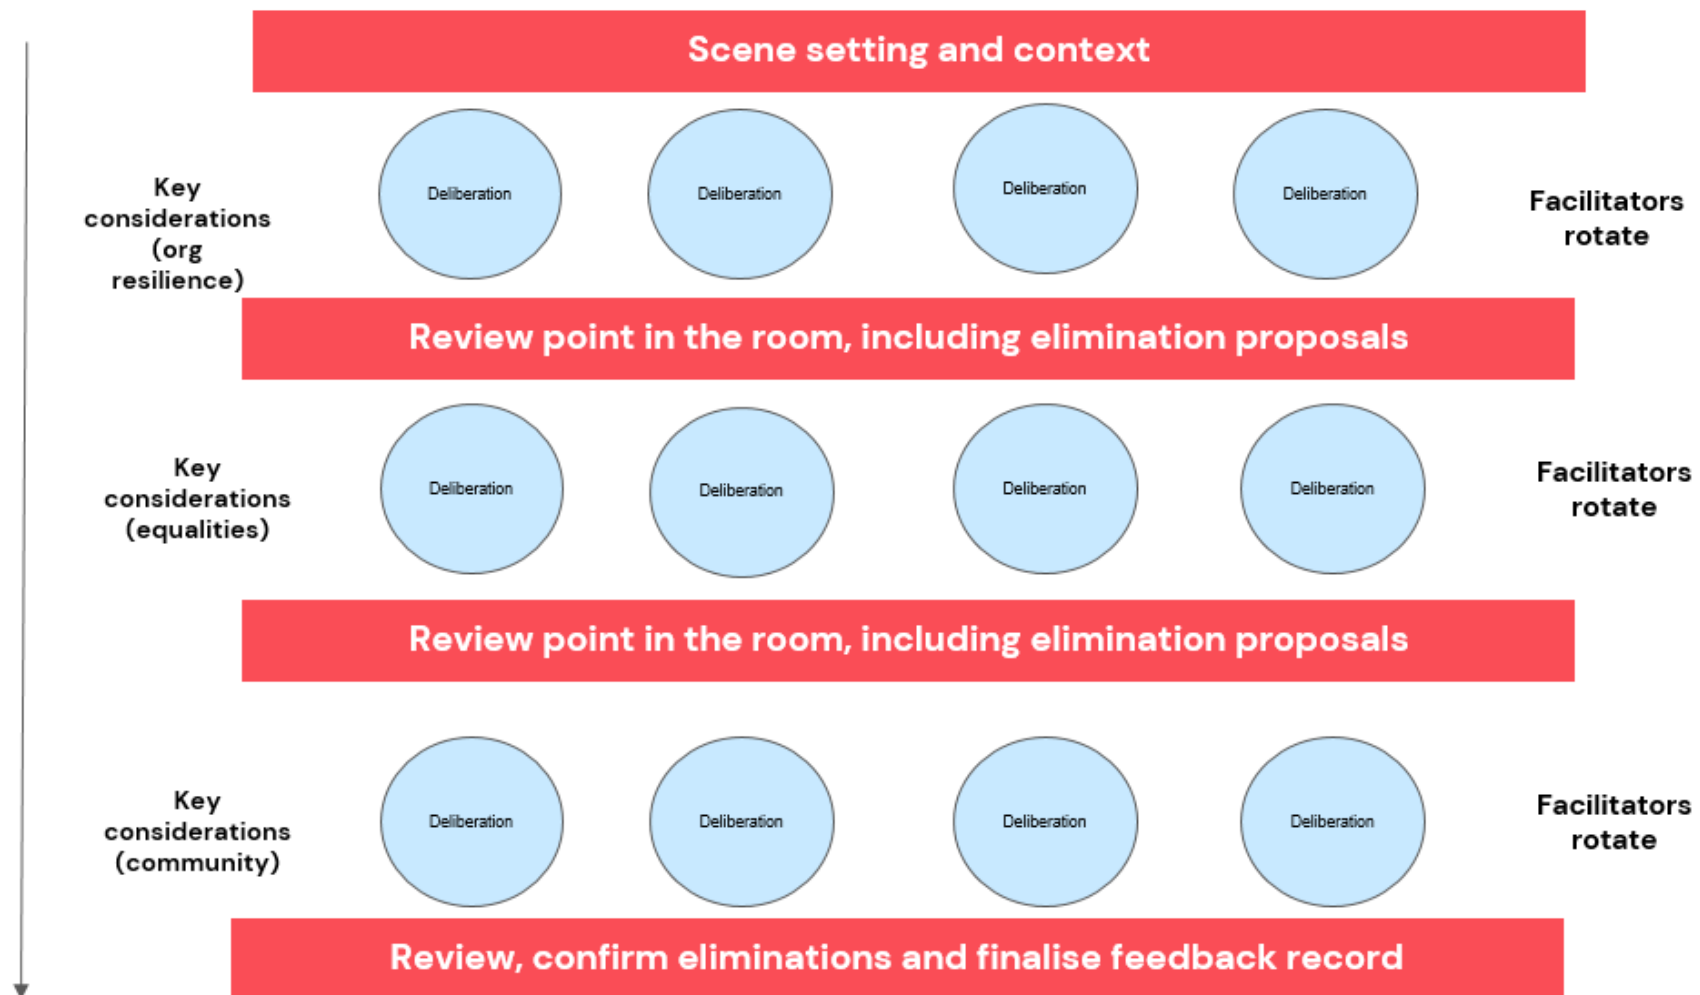 Scene setting and context
Key
considerations
(org
resilience)
Deliberation
Deliberation
Deliberation
Deliberation
Facilitators
rotate
Review point in the room, including elimination proposals
Key
considerations
(equalities)
Deliberation
Deliberation
Deliberation
Deliberation
Facilitators
rotate
Review point in the room, including elimination proposals
Key
considerations
(community)
Deliberation
Deliberation
Deliberation
Deliberation
Facilitators
rotate
Review, confirm eliminations and finalise feedback record